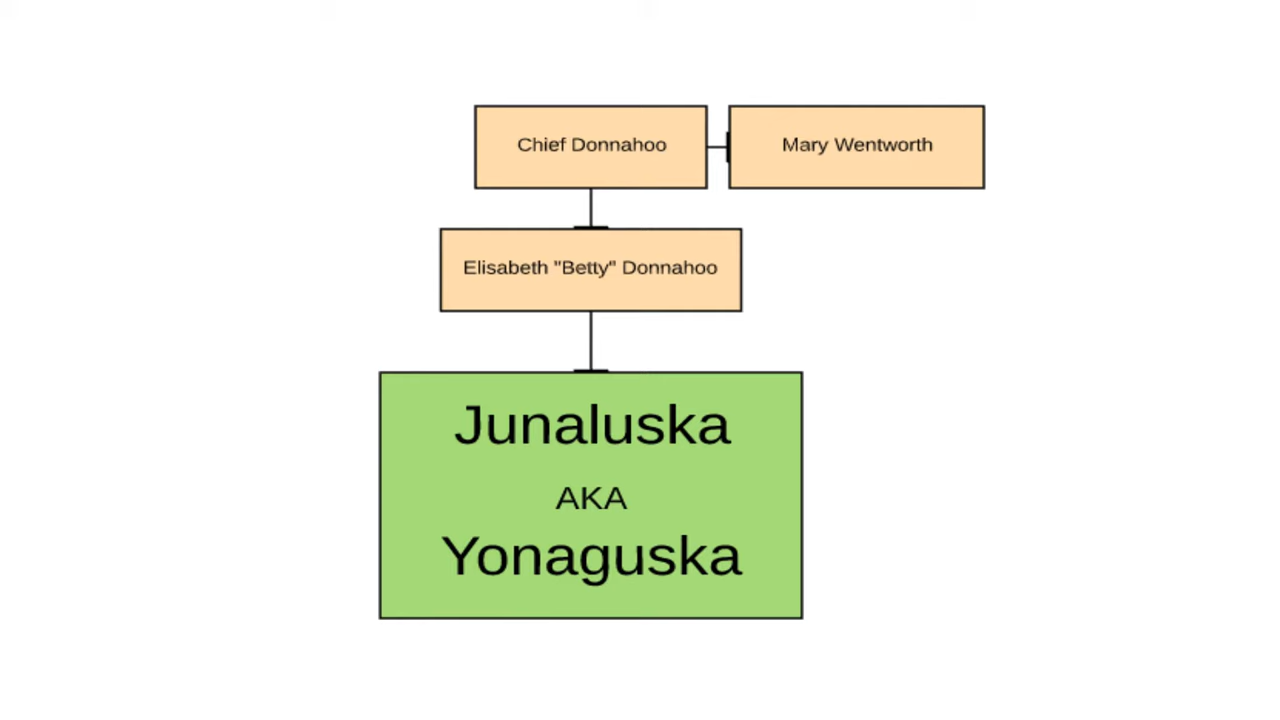 Chief Donnahoo
Mary Wentworth
Elisabeth "Betty" Donnahoo
Junaluska
AKA
Yonaguska